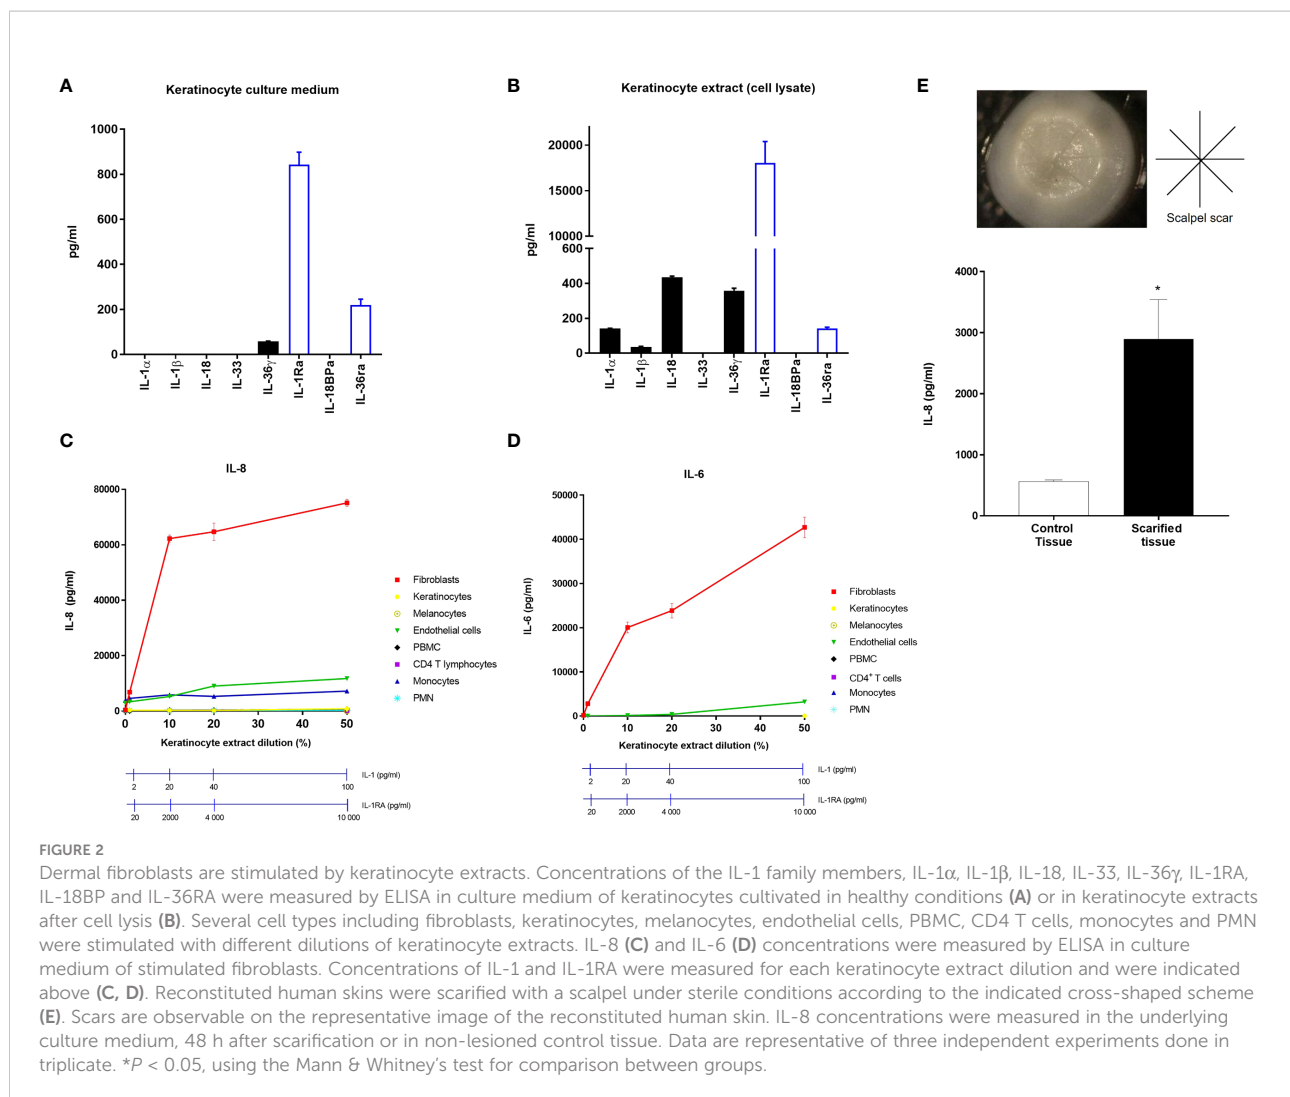 A
Keratinocyte culture medium
pg/ml
1000
800
600
400
200
0
IL-1α
IL-1β
IL-18
IL-33
IL-36γ
IL-1Ra
IL-18BPa
IL-36ra
B
Keratinocyte extract (cell lysate)
pg/ml
20000
15000
10000
600
400
200
0
IL-1α
IL-1β
IL-18
IL-33
IL-36γ
IL-1Ra
IL-18BPa
IL-36ra
E
Scalpel scar
IL-8 (pg/ml)
4000
3000
2000
1000
0
*
Control Tissue
Scarified tissue
C
IL-8
IL-8 (pg/ml)
80000
60000
40000
20000
0
0 10 20 30 40 50
Keratinocyte extract dilution (%)
Fibroblasts
Keratinocytes
Melanocytes
Endothelial cells
PBMC
CD4 T lymphocytes
Monocytes
PMN
2 20 40 100
IL-1 (pg/ml)
20 2000 4 000 10 000
IL-1RA (pg/ml)
D
IL-6
IL-6 (pg/ml)
50000
40000
30000
20000
10000
0
0 10 20 30 40 50
Keratinocyte extract dilution (%)
Fibroblasts
Keratinocytes
Melanocytes
Endothelial cells
PBMC
CD4⁺ T cells
Monocytes
PMN
2 20 40 100
IL-1 (pg/ml)
20 2000 4 000 10 000
IL-1RA (pg/ml)
FIGURE 2
Dermal fibroblasts are stimulated by keratinocyte extracts. Concentrations of the IL-1 family members, IL-1α, IL-1β, IL-18, IL-33, IL-36γ, IL-1RA,
IL-18BP and IL-36RA were measured by ELISA in culture medium of keratinocytes cultivated in healthy conditions (A) or in keratinocyte extracts
after cell lysis (B). Several cell types including fibroblasts, keratinocytes, melanocytes, endothelial cells, PBMC, CD4 T cells, monocytes and PMN
were stimulated with different dilutions of keratinocyte extracts. IL-8 (C) and IL-6 (D) concentrations were measured by ELISA in culture
medium of stimulated fibroblasts. Concentrations of IL-1 and IL-1RA were measured for each keratinocyte extract dilution and were indicated
above (C, D). Reconstituted human skins were scarified with a scalpel under sterile conditions according to the indicated cross-shaped scheme
(E). Scars are observable on the representative image of the reconstituted human skin. IL-8 concentrations were measured in the underlying
culture medium, 48 h after scarification or in non-lesioned control tissue. Data are representative of three independent experiments done in
triplicate. *P < 0.05, using the Mann & Whitney's test for comparison between groups.